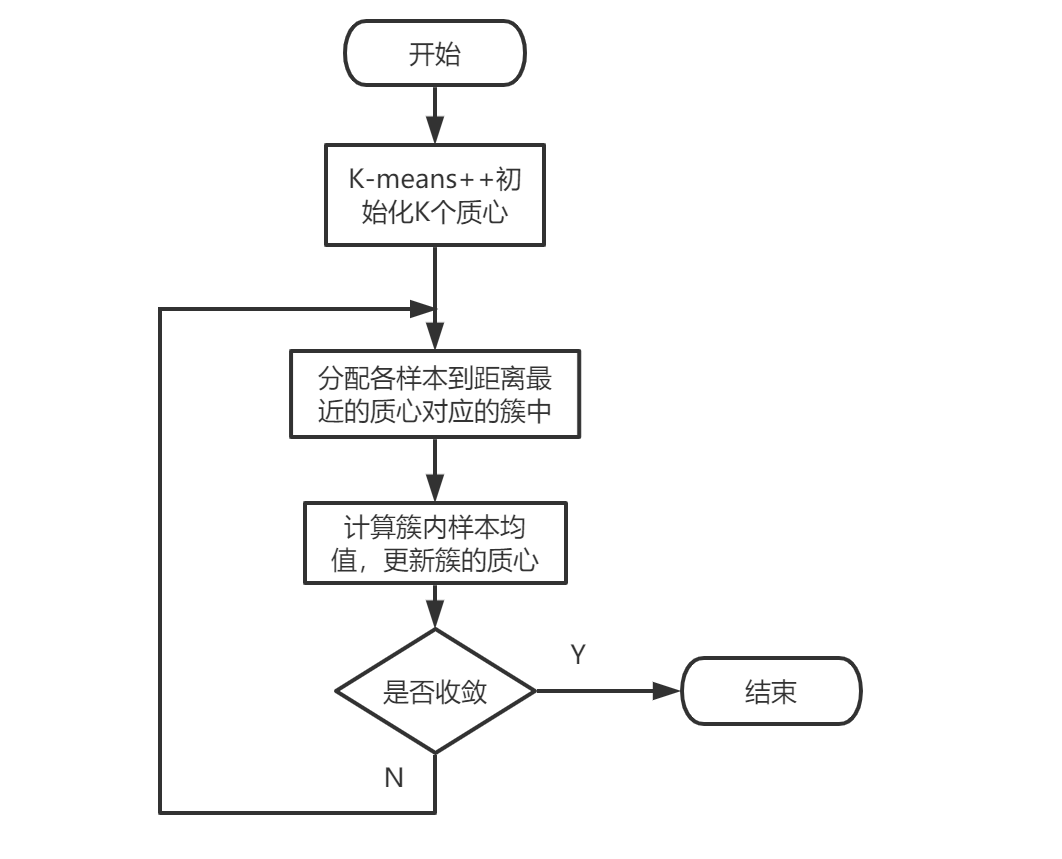 开始
K-means++初
始化K个质心
分配各样本到距离最
近的质心对应的簇中
计算簇内样本均
值，更新簇的质心
是否收敛
Y
结束
N